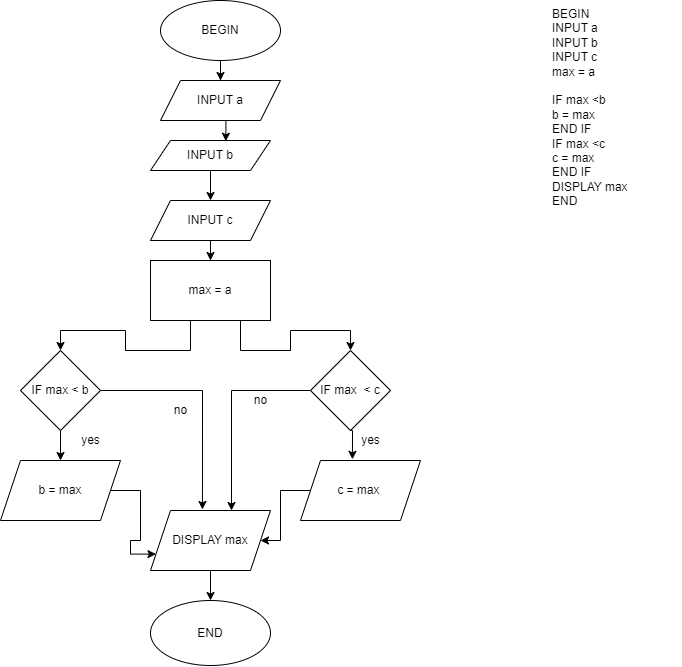 BEGIN
INPUT a
INPUT b
INPUT c
max = a
IF max < b
IF max < c
no
no
yes
yes
b = max
c = max
DISPLAY max
END
BEGIN
INPUT a
INPUT b
INPUT c
max = a
IF max <b
b = max
END IF
IF max <c
c = max
END IF
DISPLAY max
END